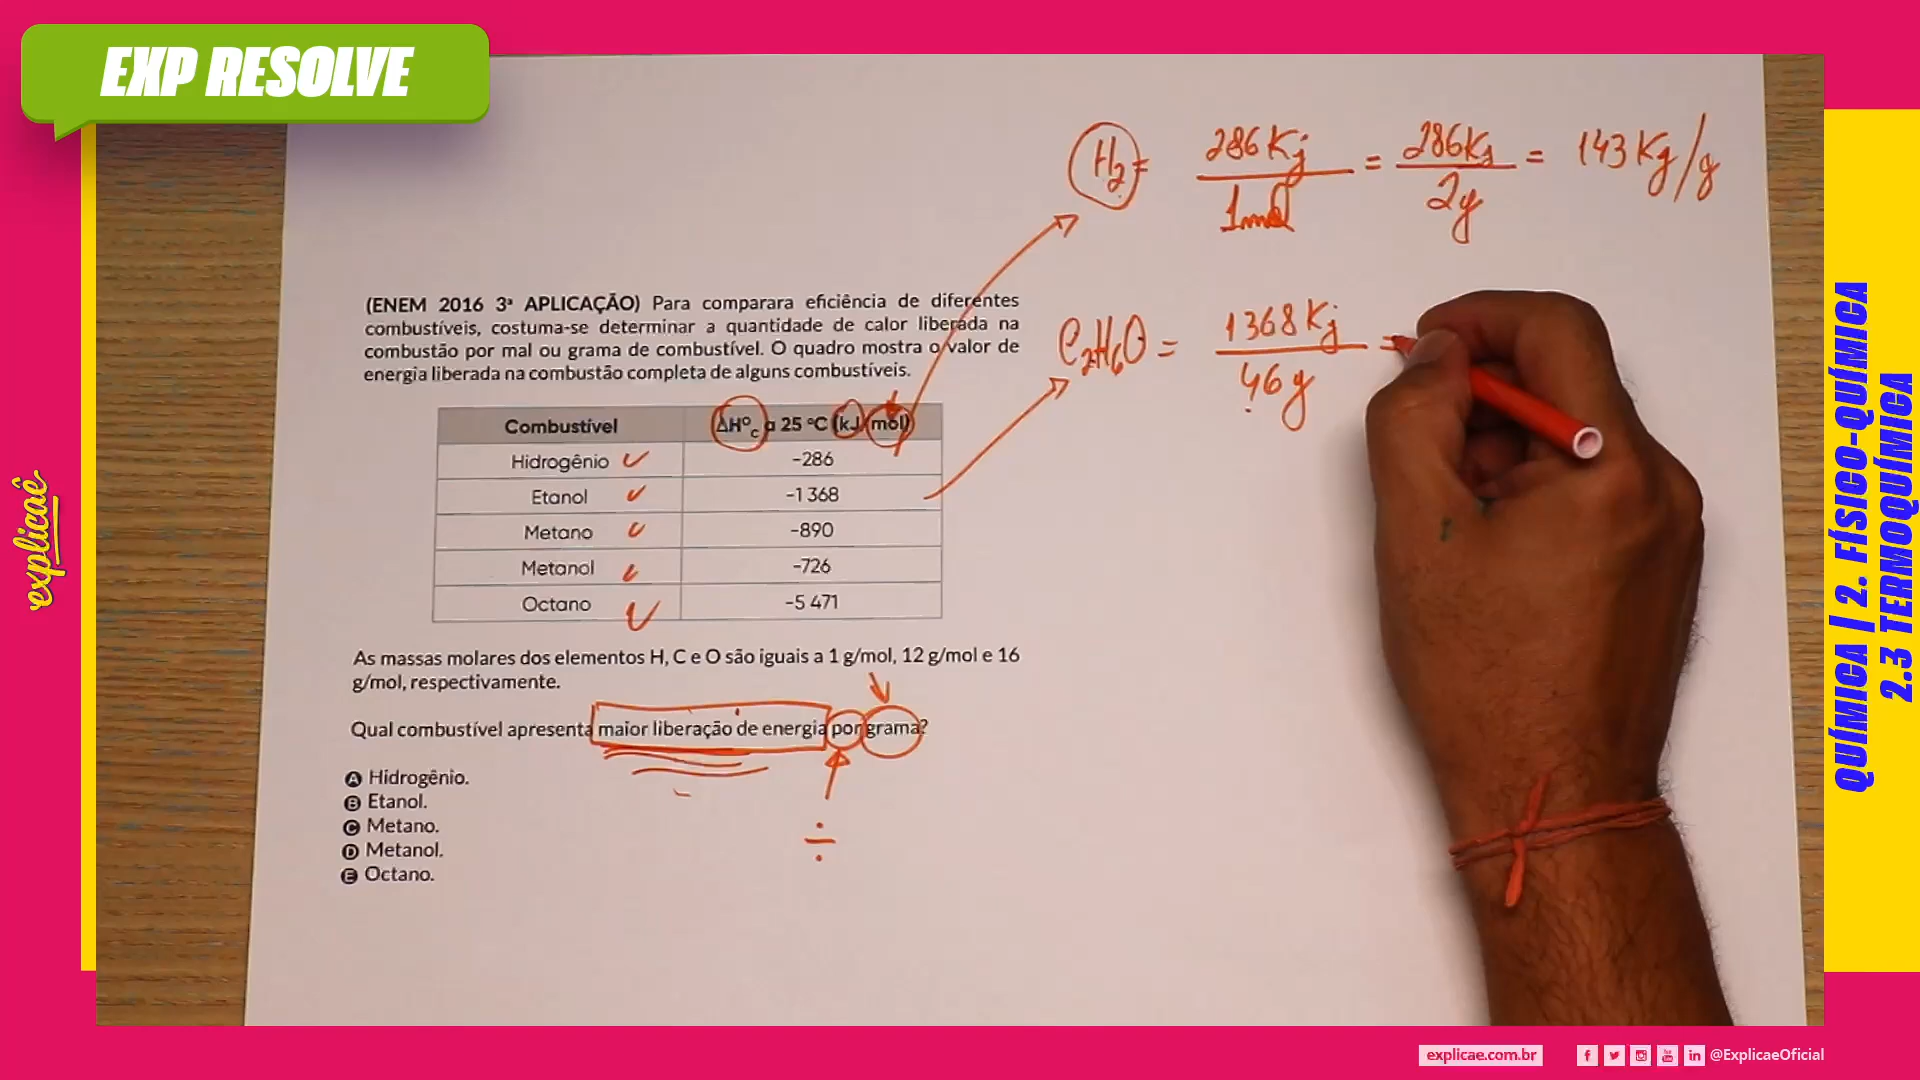 EXP RESOLVE
H2 = 286 Kj / 1mol = 286Kj / 2g = 143 Kg/g
C2H6O = 1368 Kj / 46 g =
(ENEM 2016 3ª APLICAÇÃO) Para comparara eficiência de diferentes
combustíveis, costuma-se determinar a quantidade de calor liberada na
combustão por mal ou grama de combustível. O quadro mostra o valor de
energia liberada na combustão completa de alguns combustíveis.
Combustível ΔH°c a 25 °C (kJ/mol)
Hidrogênio -286
Etanol -1 368
Metano -890
Metanol -726
Octano -5 471
As massas molares dos elementos H, C e O são iguais a 1 g/mol, 12 g/mol e 16
g/mol, respectivamente.
Qual combustível apresenta maior liberação de energia por grama?
÷
A Hidrogênio.
B Etanol.
C Metano.
D Metanol.
E Octano.
explicaê
QUÍMICA | 2. FÍSICO-QUÍMICA
2.3 TERMOQUÍMICA
explicae.com.br @ExplicaeOficial